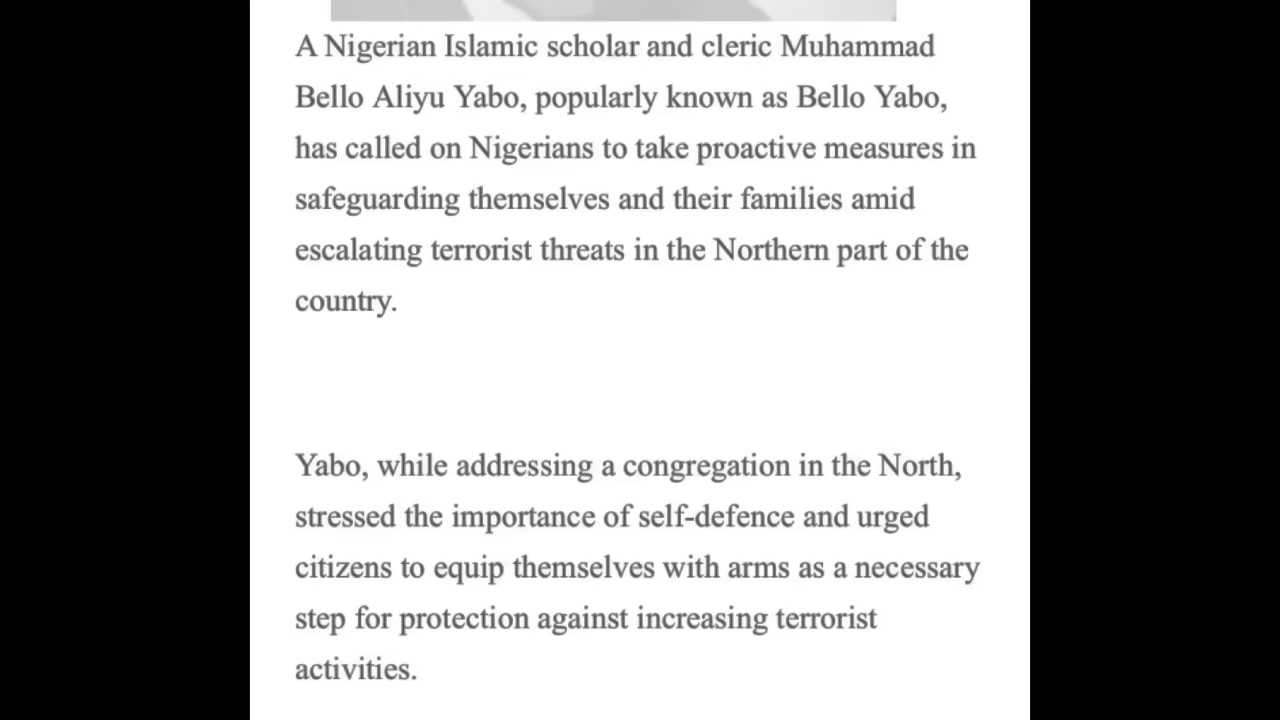 A Nigerian Islamic scholar and cleric Muhammad
Bello Aliyu Yabo, popularly known as Bello Yabo,
has called on Nigerians to take proactive measures in
safeguarding themselves and their families amid
escalating terrorist threats in the Northern part of the
country.
Yabo, while addressing a congregation in the North,
stressed the importance of self-defence and urged
citizens to equip themselves with arms as a necessary
step for protection against increasing terrorist
activities.